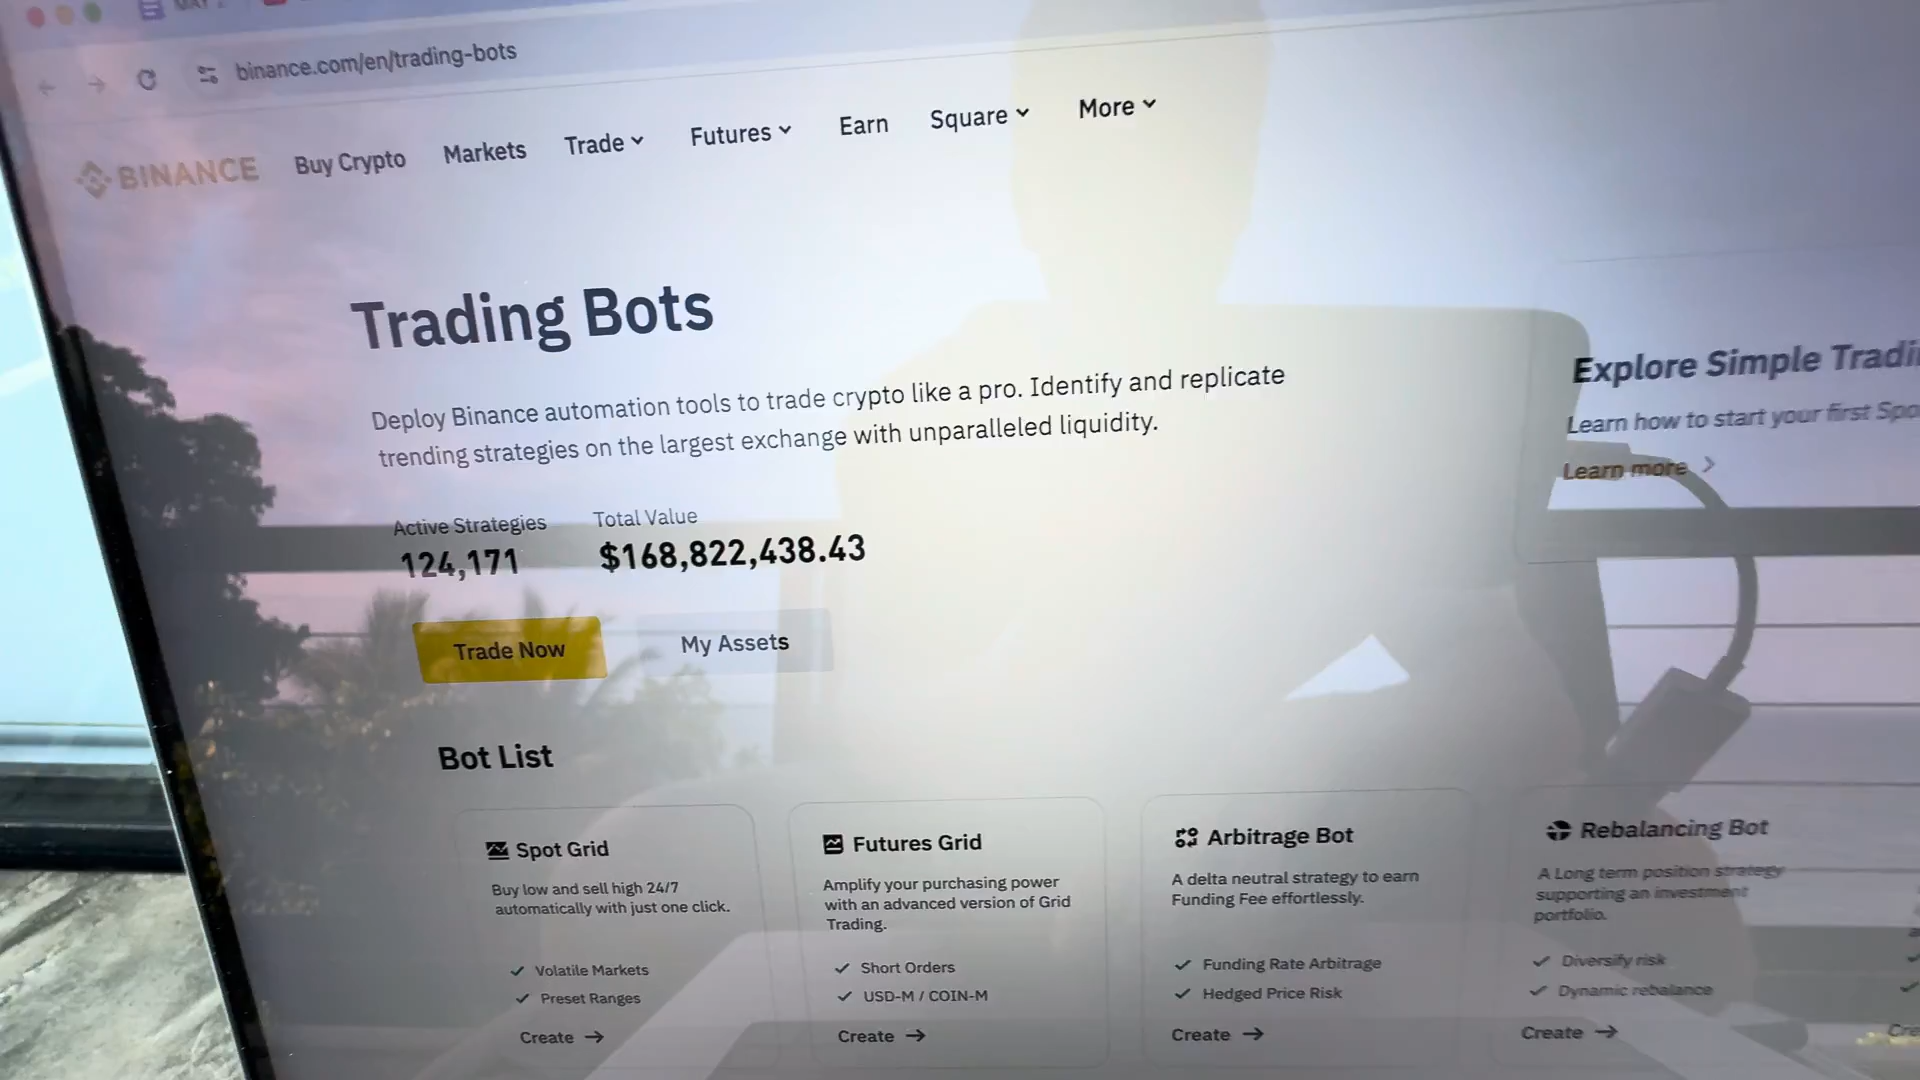 binance.com/en/trading-bots
BINANCE
Buy Crypto
Markets
Trade
Futures
Earn
Square
More
Trading Bots
Deploy Binance automation tools to trade crypto like a pro. Identify and replicate
trending strategies on the largest exchange with unparalleled liquidity.
Active Strategies
124,171
Total Value
$168,822,438.43
Trade Now
My Assets
Explore Simple
Learn how to start your first
Learn more
Bot List
Spot Grid
Buy low and sell high 24/7
automatically with just one click.
Volatile Markets
Preset Ranges
Create
Futures Grid
Amplify your purchasing power
with an advanced version of Grid
Trading.
Short Orders
USD-M / COIN-M
Create
Arbitrage Bot
A delta neutral strategy to earn
Funding Fee effortlessly.
Funding Rate Arbitrage
Hedged Price Risk
Create
Rebalancing Bot
A Long term position strategy
supporting an investment
portfolio.
Diversify risk
Dynamic rebalance
Create